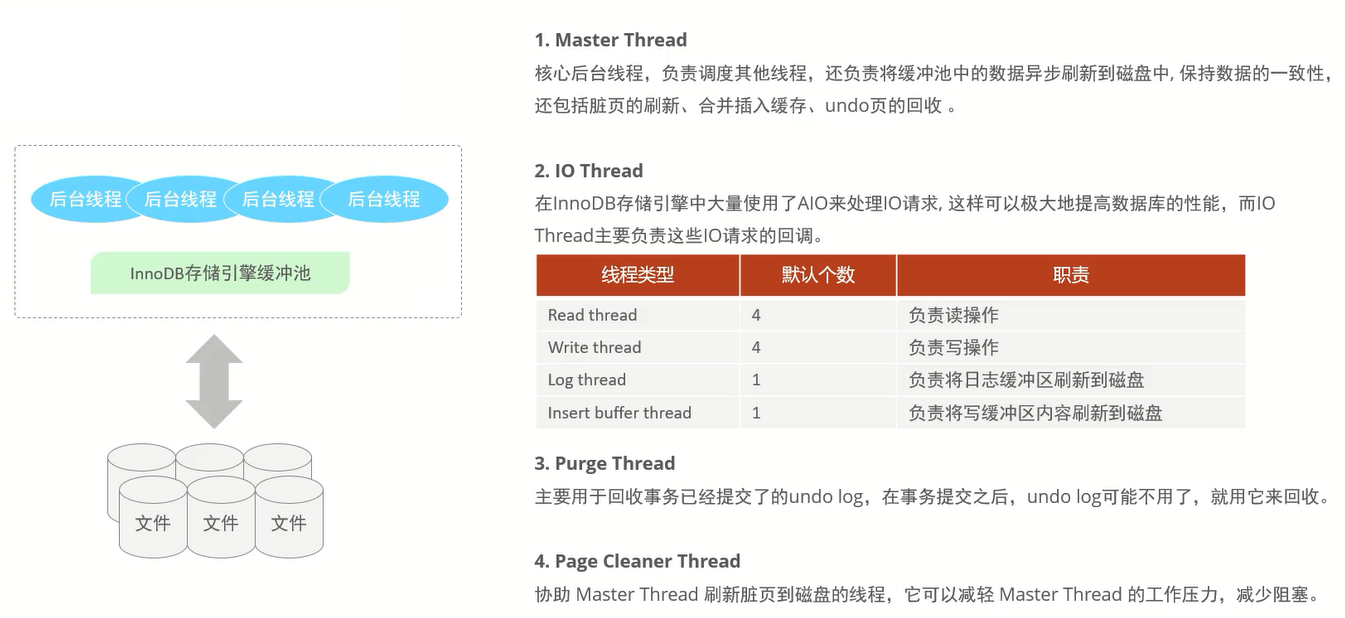 后台线程 后台线程 后台线程 后台线程
InnoDB存储引擎缓冲池
文件 文件 文件
1. Master Thread
核心后台线程，负责调度其他线程，还负责将缓冲池中的数据异步刷新到磁盘中, 保持数据的一致性，
还包括脏页的刷新、合并插入缓存、undo页的回收 。
2. IO Thread
在InnoDB存储引擎中大量使用了AIO来处理IO请求, 这样可以极大地提高数据库的性能，而IO
Thread主要负责这些IO请求的回调。
线程类型 默认个数 职责
Read thread 4 负责读操作
Write thread 4 负责写操作
Log thread 1 负责将日志缓冲区刷新到磁盘
Insert buffer thread 1 负责将写缓冲区内容刷新到磁盘
3. Purge Thread
主要用于回收事务已经提交了的undo log，在事务提交之后，undo log可能不用了，就用它来回收。
4. Page Cleaner Thread
协助 Master Thread 刷新脏页到磁盘的线程，它可以减轻 Master Thread 的工作压力，减少阻塞。